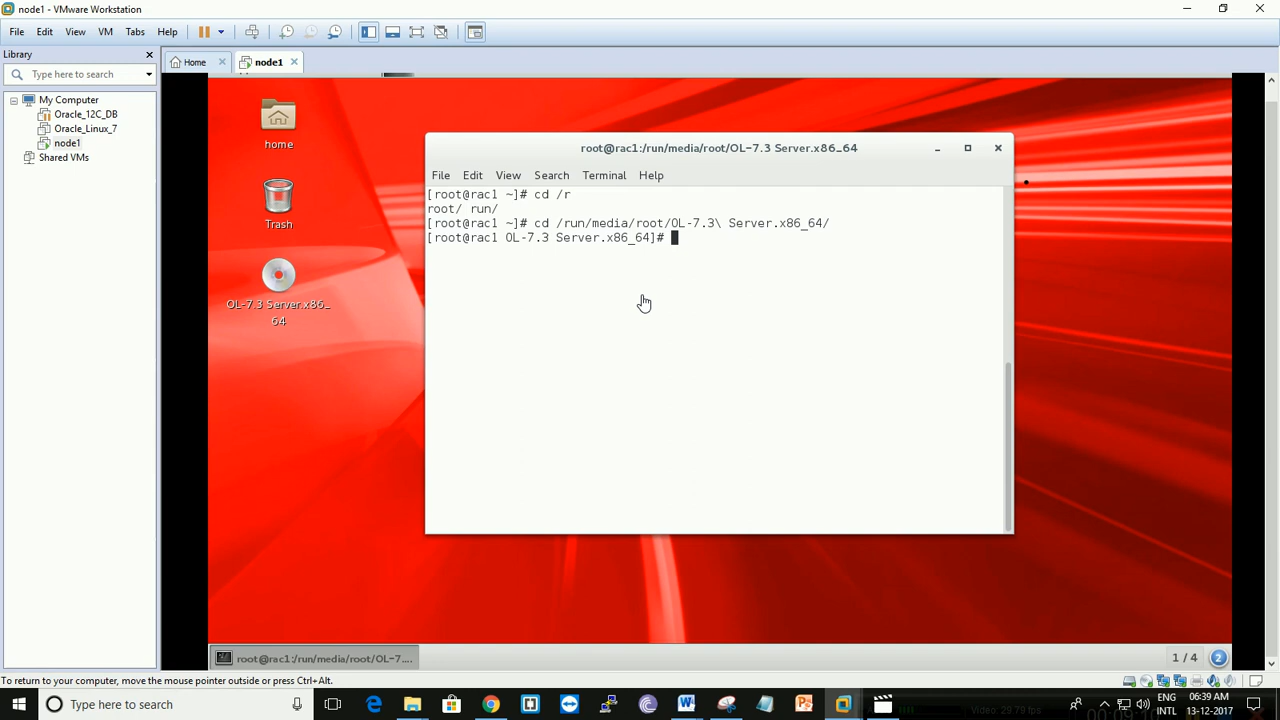 node1 - VMware Workstation
File Edit View VM Tabs Help
Library
Home
node1
Type here to search
My Computer
Oracle_12C_DB
Oracle_Linux_7
node1
Shared VMs
home
Trash
OL-7.3 Server.x86_
64
root@rac1:/run/media/root/OL-7.3 Server.x86_64
File Edit View Search Terminal Help
[root@rac1 ~]# cd /r
root/ run/
[root@rac1 ~]# cd /run/media/root/OL-7.3\ Server.x86_64/
[root@rac1 OL-7.3 Server.x86_64]#
root@rac1:/run/media/root/OL-7....
1 / 4
2
To return to your computer, move the mouse pointer outside or press Ctrl+Alt.
Type here to search
ENG
INTL
06:39 AM
13-12-2017